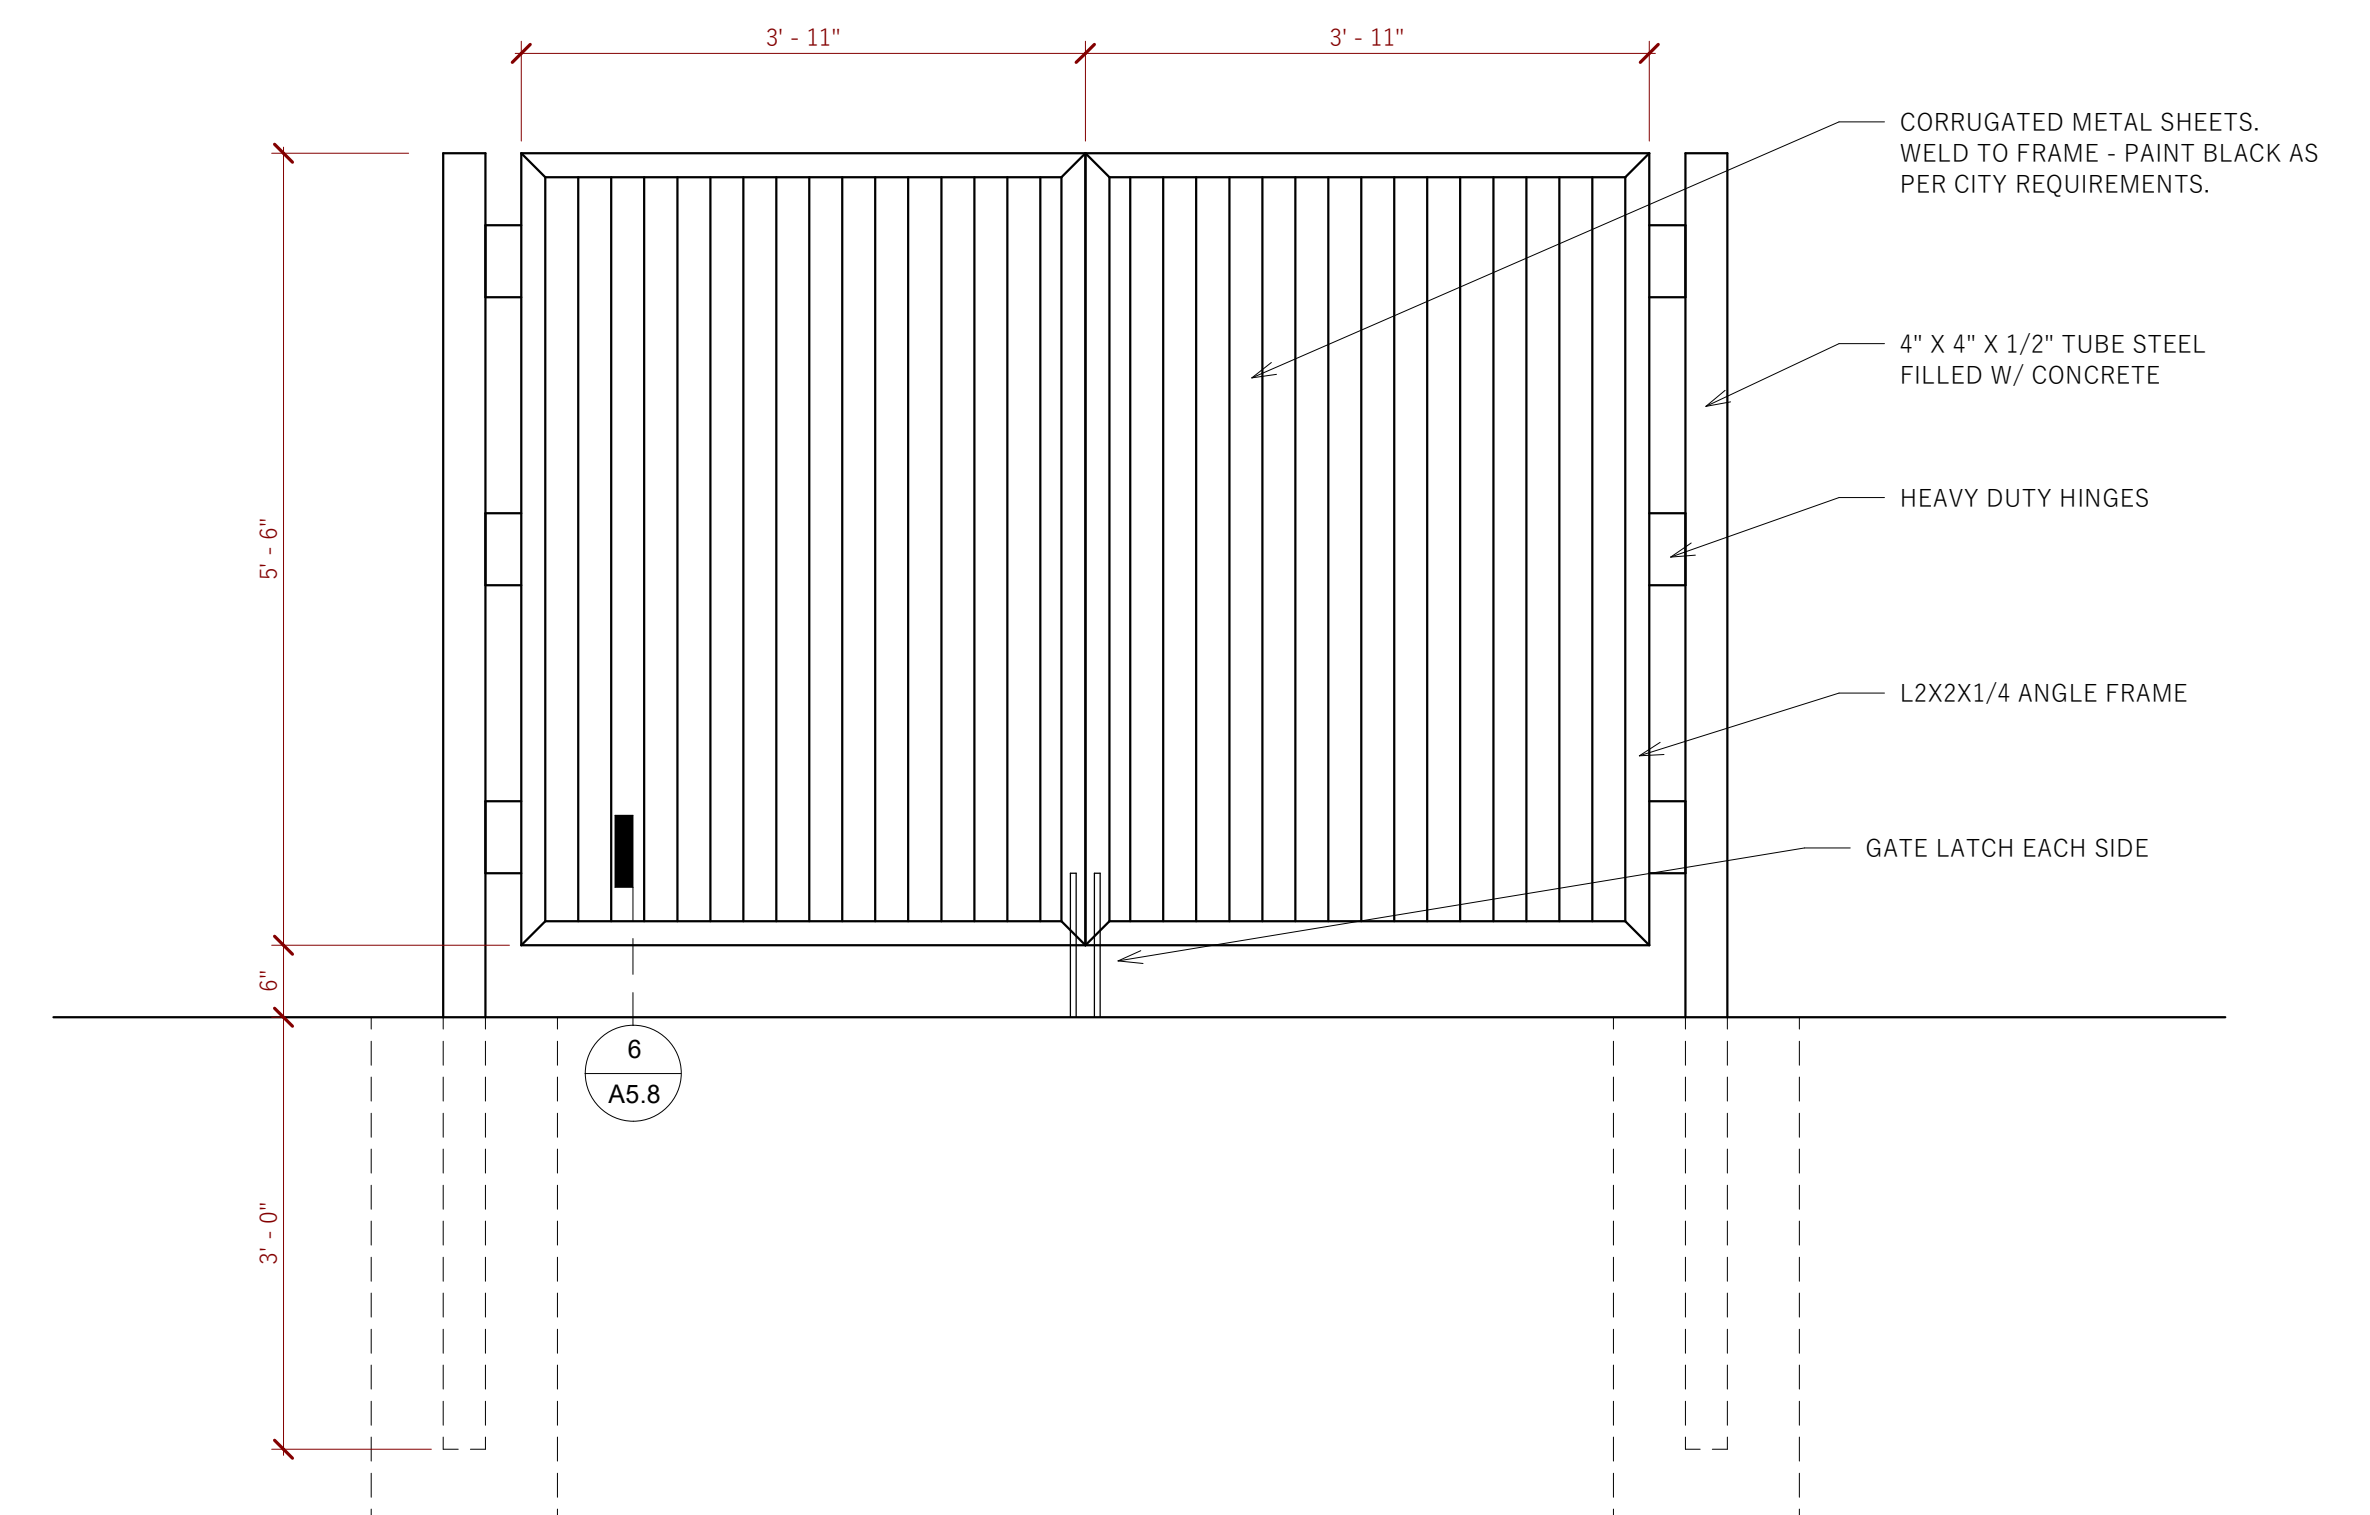 3' - 11"
3' - 11"
CORRUGATED METAL SHEETS.
WELD TO FRAME - PAINT BLACK AS
PER CITY REQUIREMENTS.
4" X 4" X 1/2" TUBE STEEL
FILLED W/ CONCRETE
5' - 6"
HEAVY DUTY HINGES
L2X2X1/4 ANGLE FRAME
GATE LATCH EACH SIDE
6"
6
A5.8
3' - 0"